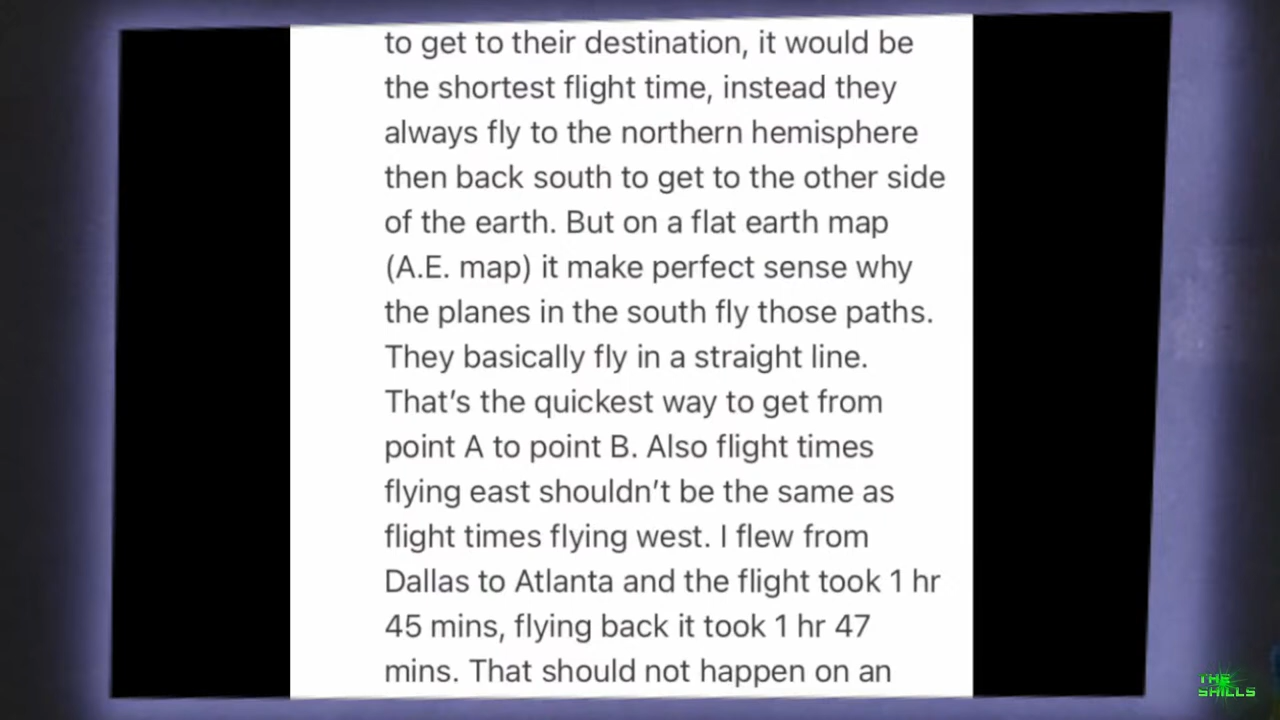 to get to their destination, it would be
the shortest flight time, instead they
always fly to the northern hemisphere
then back south to get to the other side
of the earth. But on a flat earth map
(A.E. map) it make perfect sense why
the planes in the south fly those paths.
They basically fly in a straight line.
That's the quickest way to get from
point A to point B. Also flight times
flying east shouldn't be the same as
flight times flying west. I flew from
Dallas to Atlanta and the flight took 1 hr
45 mins, flying back it took 1 hr 47
mins. That should not happen on an
THE
SHILLS